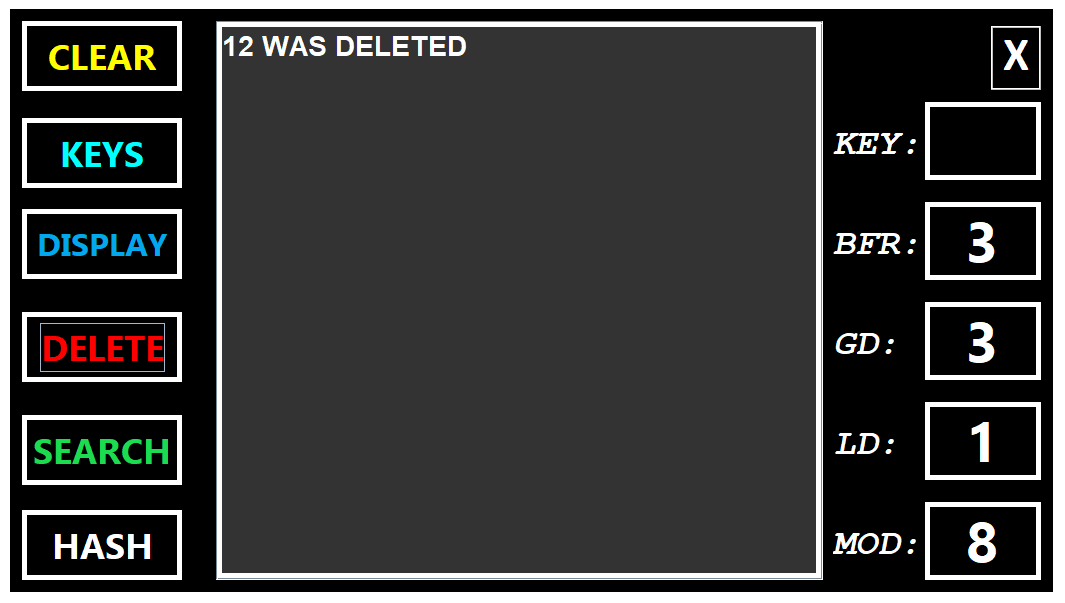 CLEAR
KEYS
DISPLAY
DELETE
SEARCH
HASH
12 WAS DELETED
X
KEY:
BFR: 3
GD: 3
LD: 1
MOD: 8